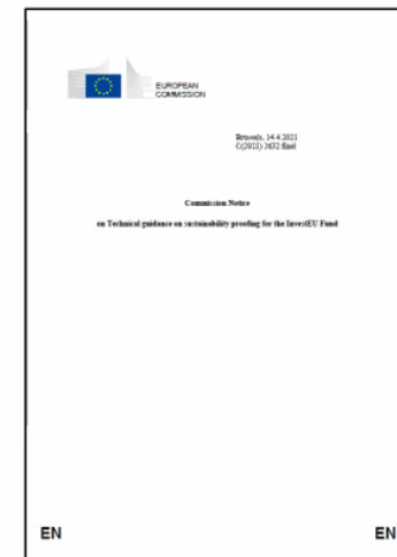 EUROPEAN
COMMISSION
Brussels, 14.4.2021
C(2021) 2632 final
Commission Notice
on Technical guidance on sustainability proofing for the InvestEU Fund
EN EN